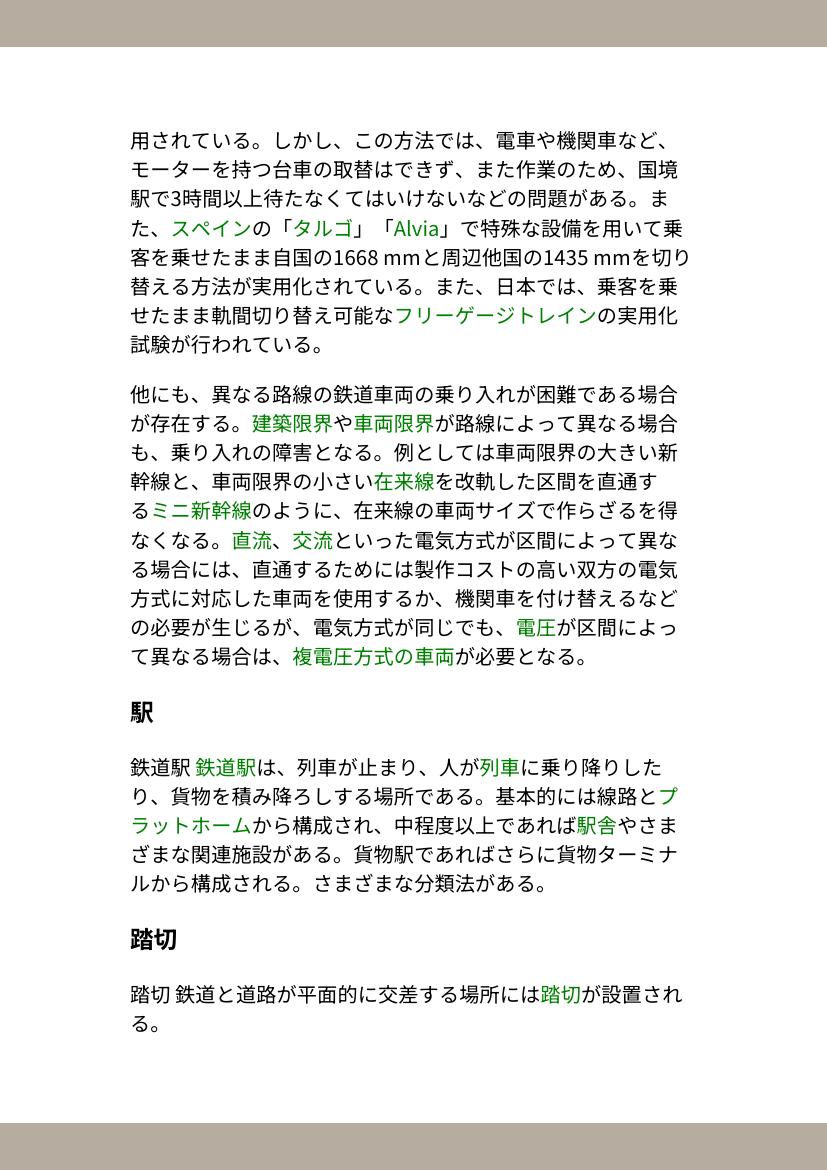 用されている。しかし、この方法では、電車や機関車など、
モーターを持つ台車の取替はできず、また作業のため、国境
駅で3時間以上待たなくてはいけないなどの問題がある。ま
た、スペインの「タルゴ」「Alvia」で特殊な設備を用いて乗
客を乗せたまま自国の1668 mmと周辺他国の1435 mmを切り
替える方法が実用化されている。また、日本では、乗客を乗
せたまま軌間切り替え可能なフリーゲージトレインの実用化
試験が行われている。
他にも、異なる路線の鉄道車両の乗り入れが困難である場合
が存在する。建築限界や車両限界が路線によって異なる場合
も、乗り入れの障害となる。例としては車両限界の大きい新
幹線と、車両限界の小さい在来線を改軌した区間を直通す
るミニ新幹線のように、在来線の車両サイズで作らざるを得
なくなる。直流、交流といった電気方式が区間によって異な
る場合には、直通するためには製作コストの高い双方の電気
方式に対応した車両を使用するか、機関車を付け替えるなど
の必要が生じるが、電気方式が同じでも、電圧が区間によっ
て異なる場合は、複電圧方式の車両が必要となる。
駅
鉄道駅 鉄道駅は、列車が止まり、人が列車に乗り降りした
り、貨物を積み降ろしする場所である。基本的には線路とプ
ラットホームから構成され、中程度以上であれば駅舎やさま
ざまな関連施設がある。貨物駅であればさらに貨物ターミナ
ルから構成される。さまざまな分類法がある。
踏切
踏切 鉄道と道路が平面的に交差する場所には踏切が設置され
る。